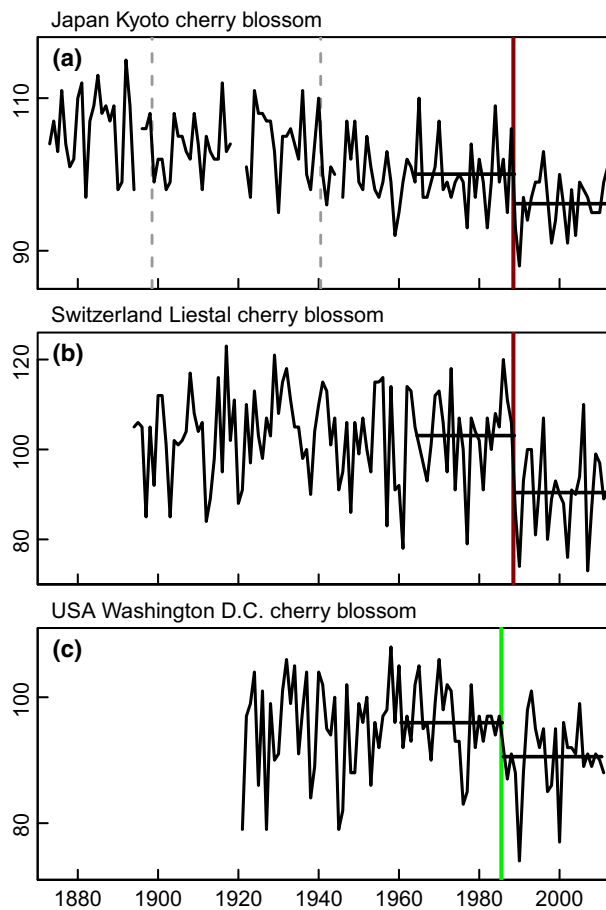 Japan Kyoto cherry blossom
(a)
110
90
Switzerland Liestal cherry blossom
(b)
120
100
80
USA Washington D.C. cherry blossom
(c)
100
80
1880 1900 1920 1940 1960 1980 2000